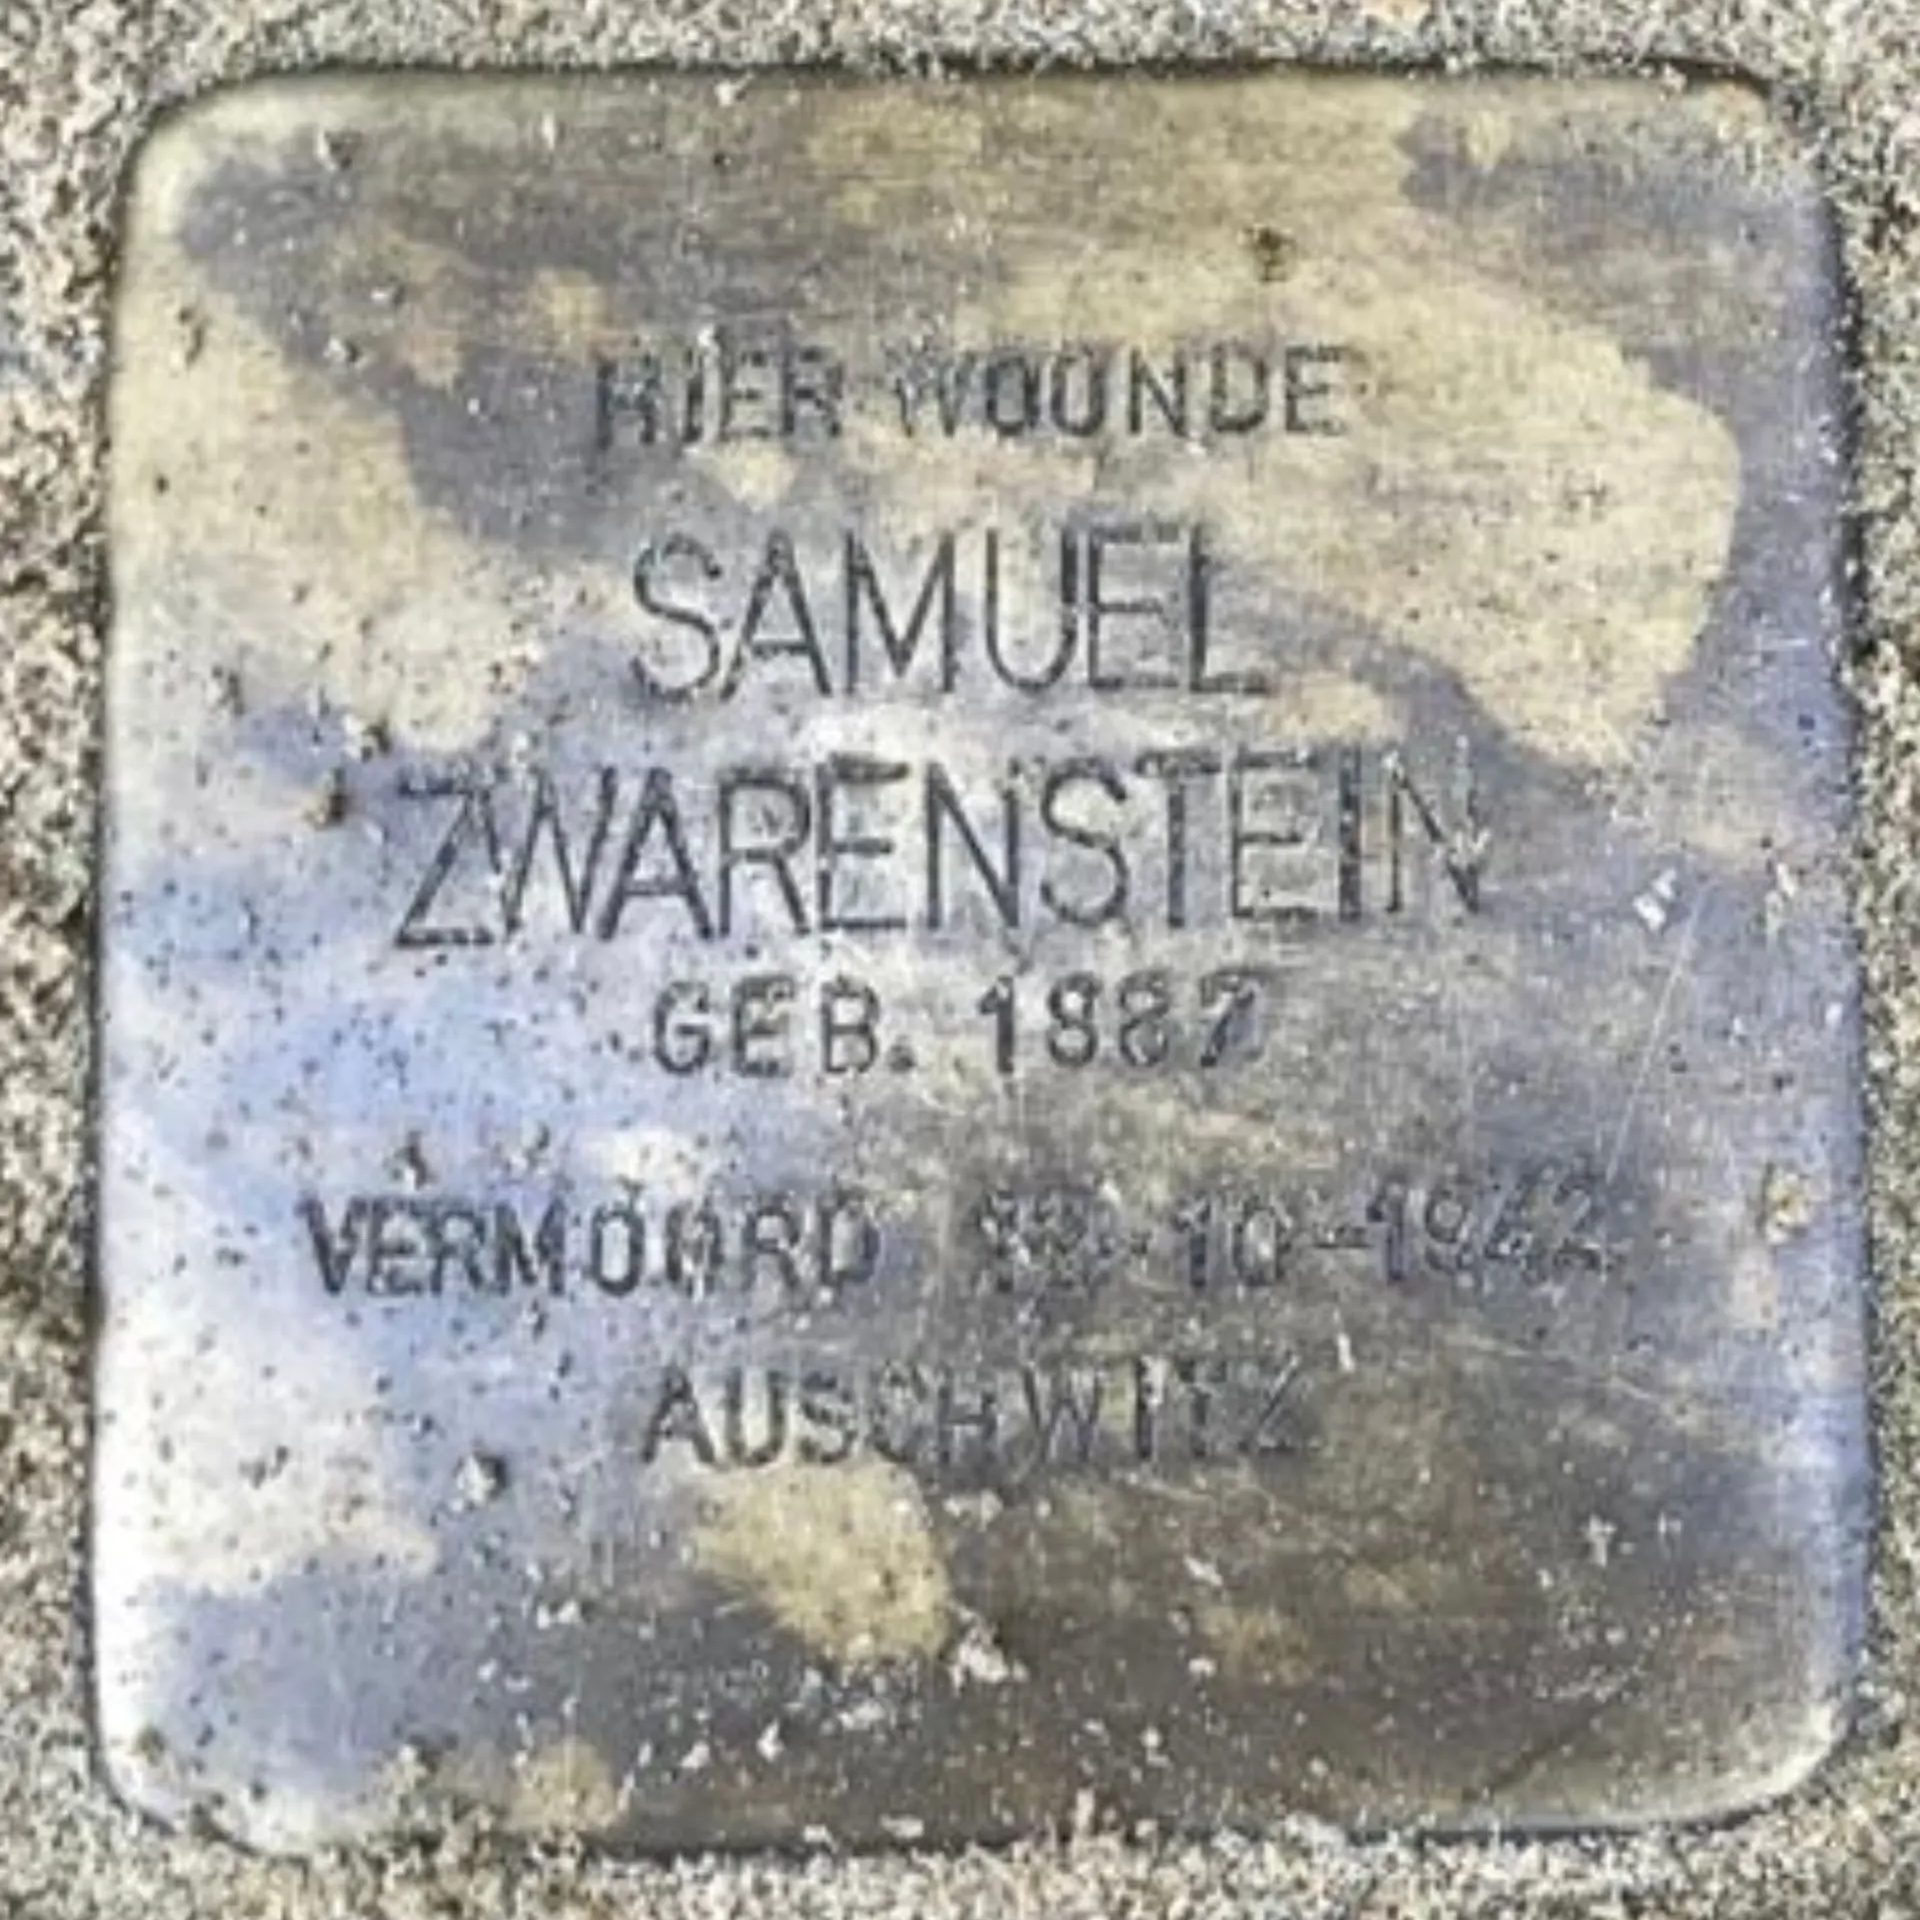 HIER WOONDE
SAMUEL
ZWARENSTEIN
GEB. 1887
VERMOORD
AUSCHWITZ